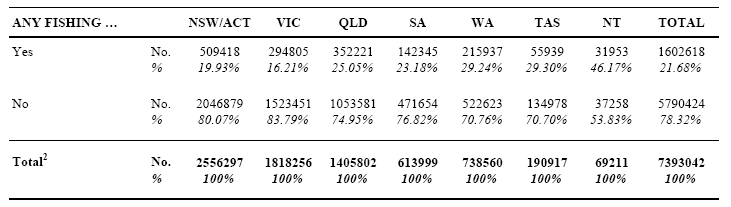 ANY FISHING … NSW/ACT VIC QLD SA WA TAS NT TOTAL
Yes No. 509418 294805 352221 142345 215937 55939 31953 1602618
% 19.93% 16.21% 25.05% 23.18% 29.24% 29.30% 46.17% 21.68%
No No. 2046879 1523451 1053581 471654 522623 134978 37258 5790424
% 80.07% 83.79% 74.95% 76.82% 70.76% 70.70% 53.83% 78.32%
Total2 No. 2556297 1818256 1405802 613999 738560 190917 69211 7393042
% 100% 100% 100% 100% 100% 100% 100% 100%